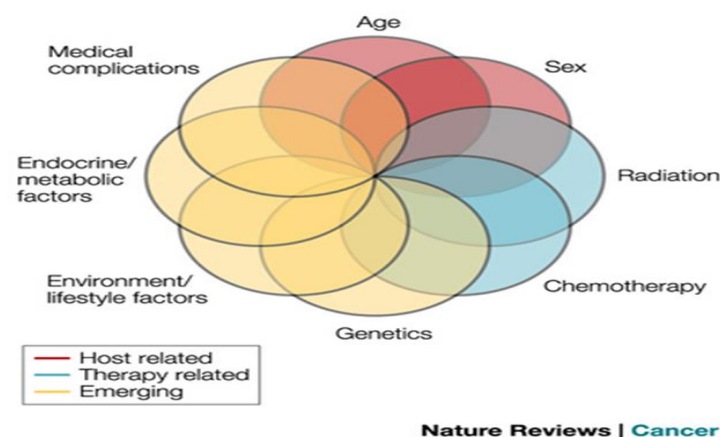 Age
Medical
complications
Sex
Endocrine/
metabolic
factors
Radiation
Environment/
lifestyle factors
Chemotherapy
Genetics
Host related
Therapy related
Emerging
Nature Reviews | Cancer